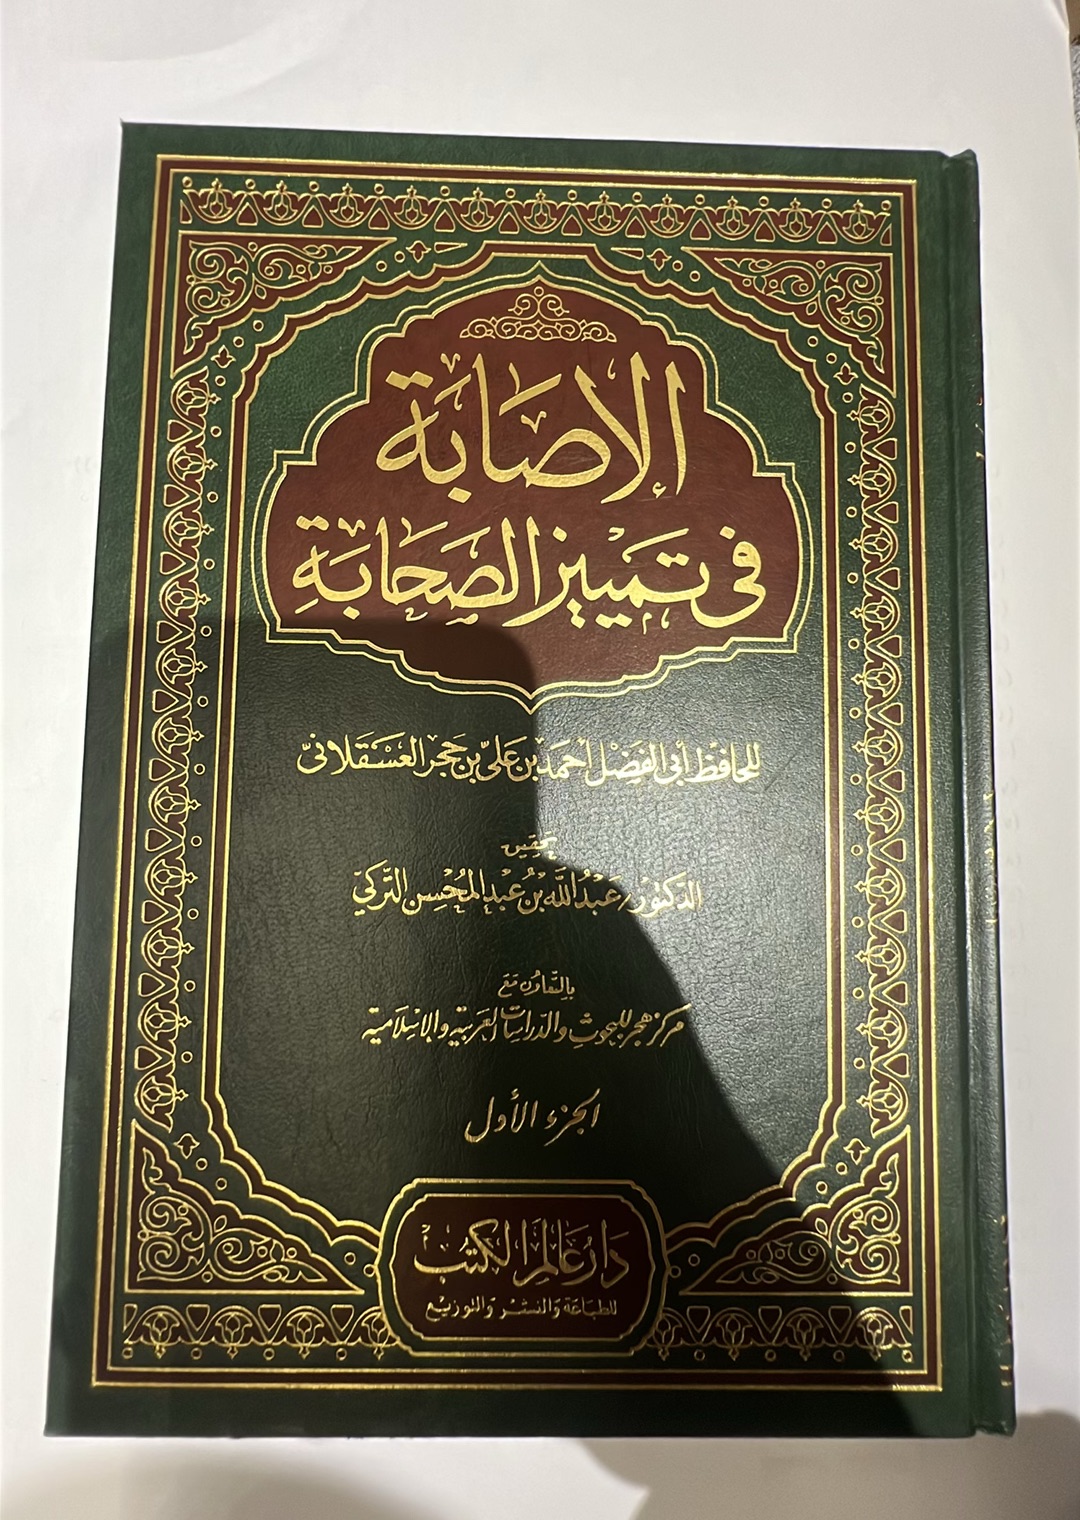 الإصابة
في تمييز الصحابة
للحافظ أبي الفضل أحمد بن علي بن حجر العسقلاني
تحقيق
الدكتور/ عبد الله بن عبد المحسن التركي
بالتعاون مع
مركز هجر للبحوث والدراسات العربية والإسلامية
الجزء الأول
دار عالم الكتب
للطباعة والنشر والتوزيع